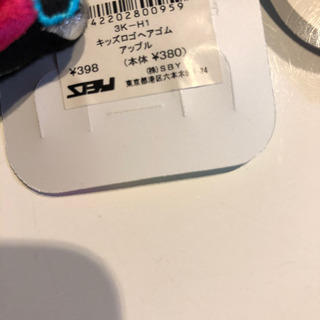 42202800959
3K-H1
キッズロゴヘアゴム
アップル
¥398 (本体 ¥380)
(株)SBY
東京都港区六本木